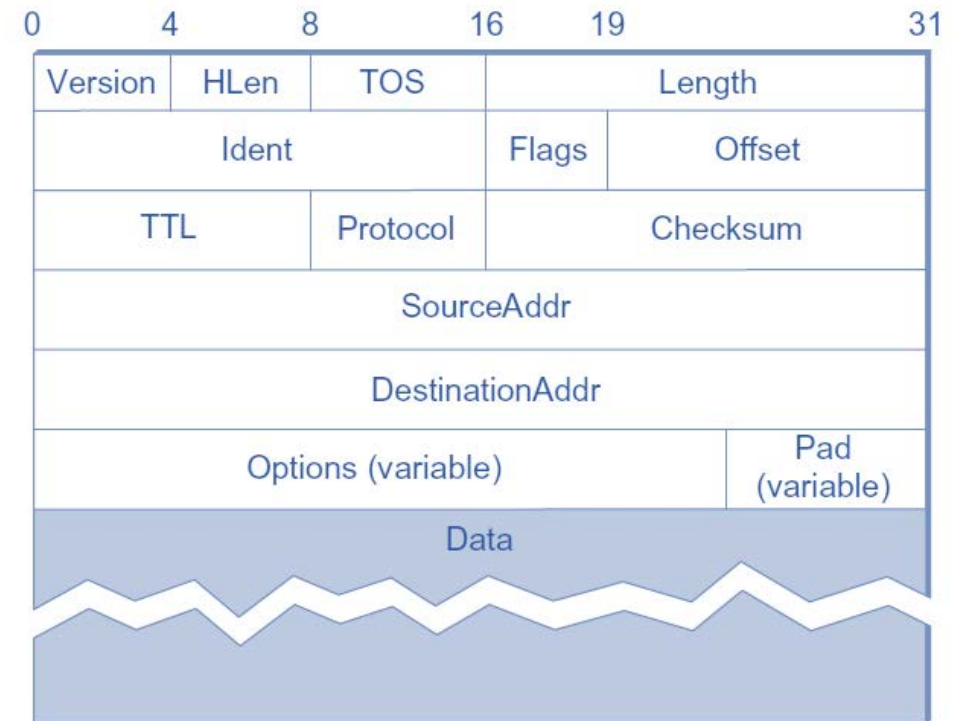 0 4 8 16 19 31
Version HLen TOS Length
Ident Flags Offset
TTL Protocol Checksum
SourceAddr
DestinationAddr
Options (variable) Pad
(variable)
Data